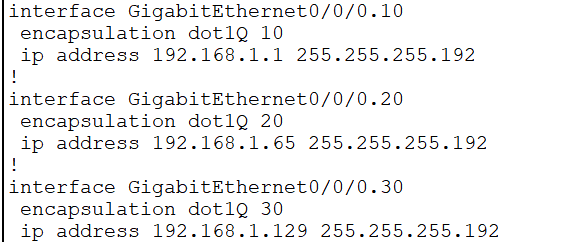 interface GigabitEthernet0/0/0.10
 encapsulation dot1Q 10
 ip address 192.168.1.1 255.255.255.192
!
interface GigabitEthernet0/0/0.20
 encapsulation dot1Q 20
 ip address 192.168.1.65 255.255.255.192
!
interface GigabitEthernet0/0/0.30
 encapsulation dot1Q 30
 ip address 192.168.1.129 255.255.255.192